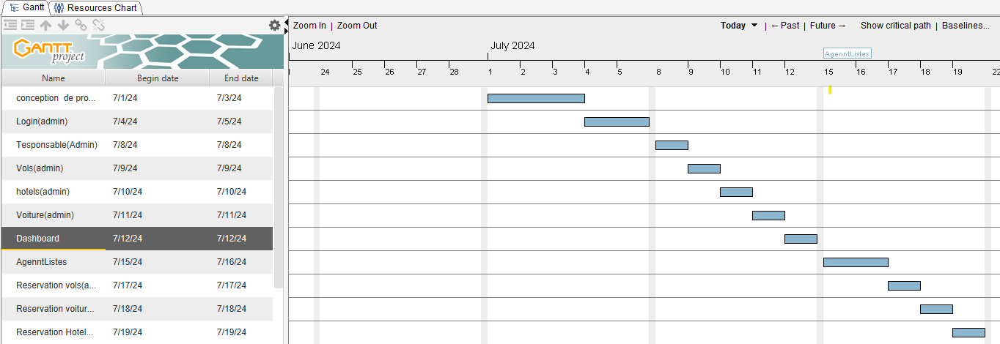 Gantt Resources Chart
Zoom In | Zoom Out Today | ←Past | Future→ Show critical path | Baselines...
GANTT
project
June 2024 July 2024
AgenntListes
Name Begin date End date
24 25 26 27 28 1 2 3 4 5 8 9 10 11 12 15 16 17 18 19 22
conception de pro... 7/1/24 7/3/24
Login(admin) 7/4/24 7/5/24
Tesponsable(Admin) 7/8/24 7/8/24
Vols(admin) 7/9/24 7/9/24
hotels(admin) 7/10/24 7/10/24
Voiture(admin) 7/11/24 7/11/24
Dashboard 7/12/24 7/12/24
AgenntListes 7/15/24 7/16/24
Reservation vols(a... 7/17/24 7/17/24
Reservation voitur... 7/18/24 7/18/24
Reservation Hotel... 7/19/24 7/19/24